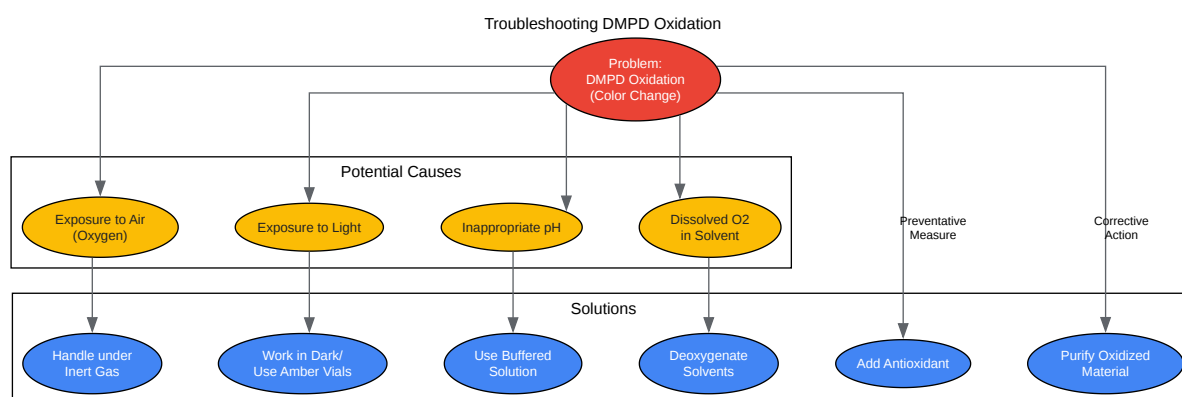 Troubleshooting DMPD Oxidation
Problem:
DMPD Oxidation
(Color Change)
Potential Causes
Exposure to Air
(Oxygen)
Exposure to Light
Inappropriate pH
Dissolved O2
in Solvent
Preventative
Measure
Corrective
Action
Solutions
Handle under
Inert Gas
Work in Dark/
Use Amber Vials
Use Buffered
Solution
Deoxygenate
Solvents
Add Antioxidant
Purify Oxidized
Material